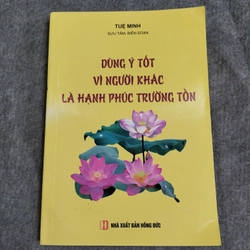 TUỆ MINH
SƯU TẦM, BIÊN SOẠN
DÙNG Ý TỐT
VÌ NGƯỜI KHÁC
LÀ HẠNH PHÚC TRƯỜNG TỒN
NHÀ XUẤT BẢN HỒNG ĐỨC